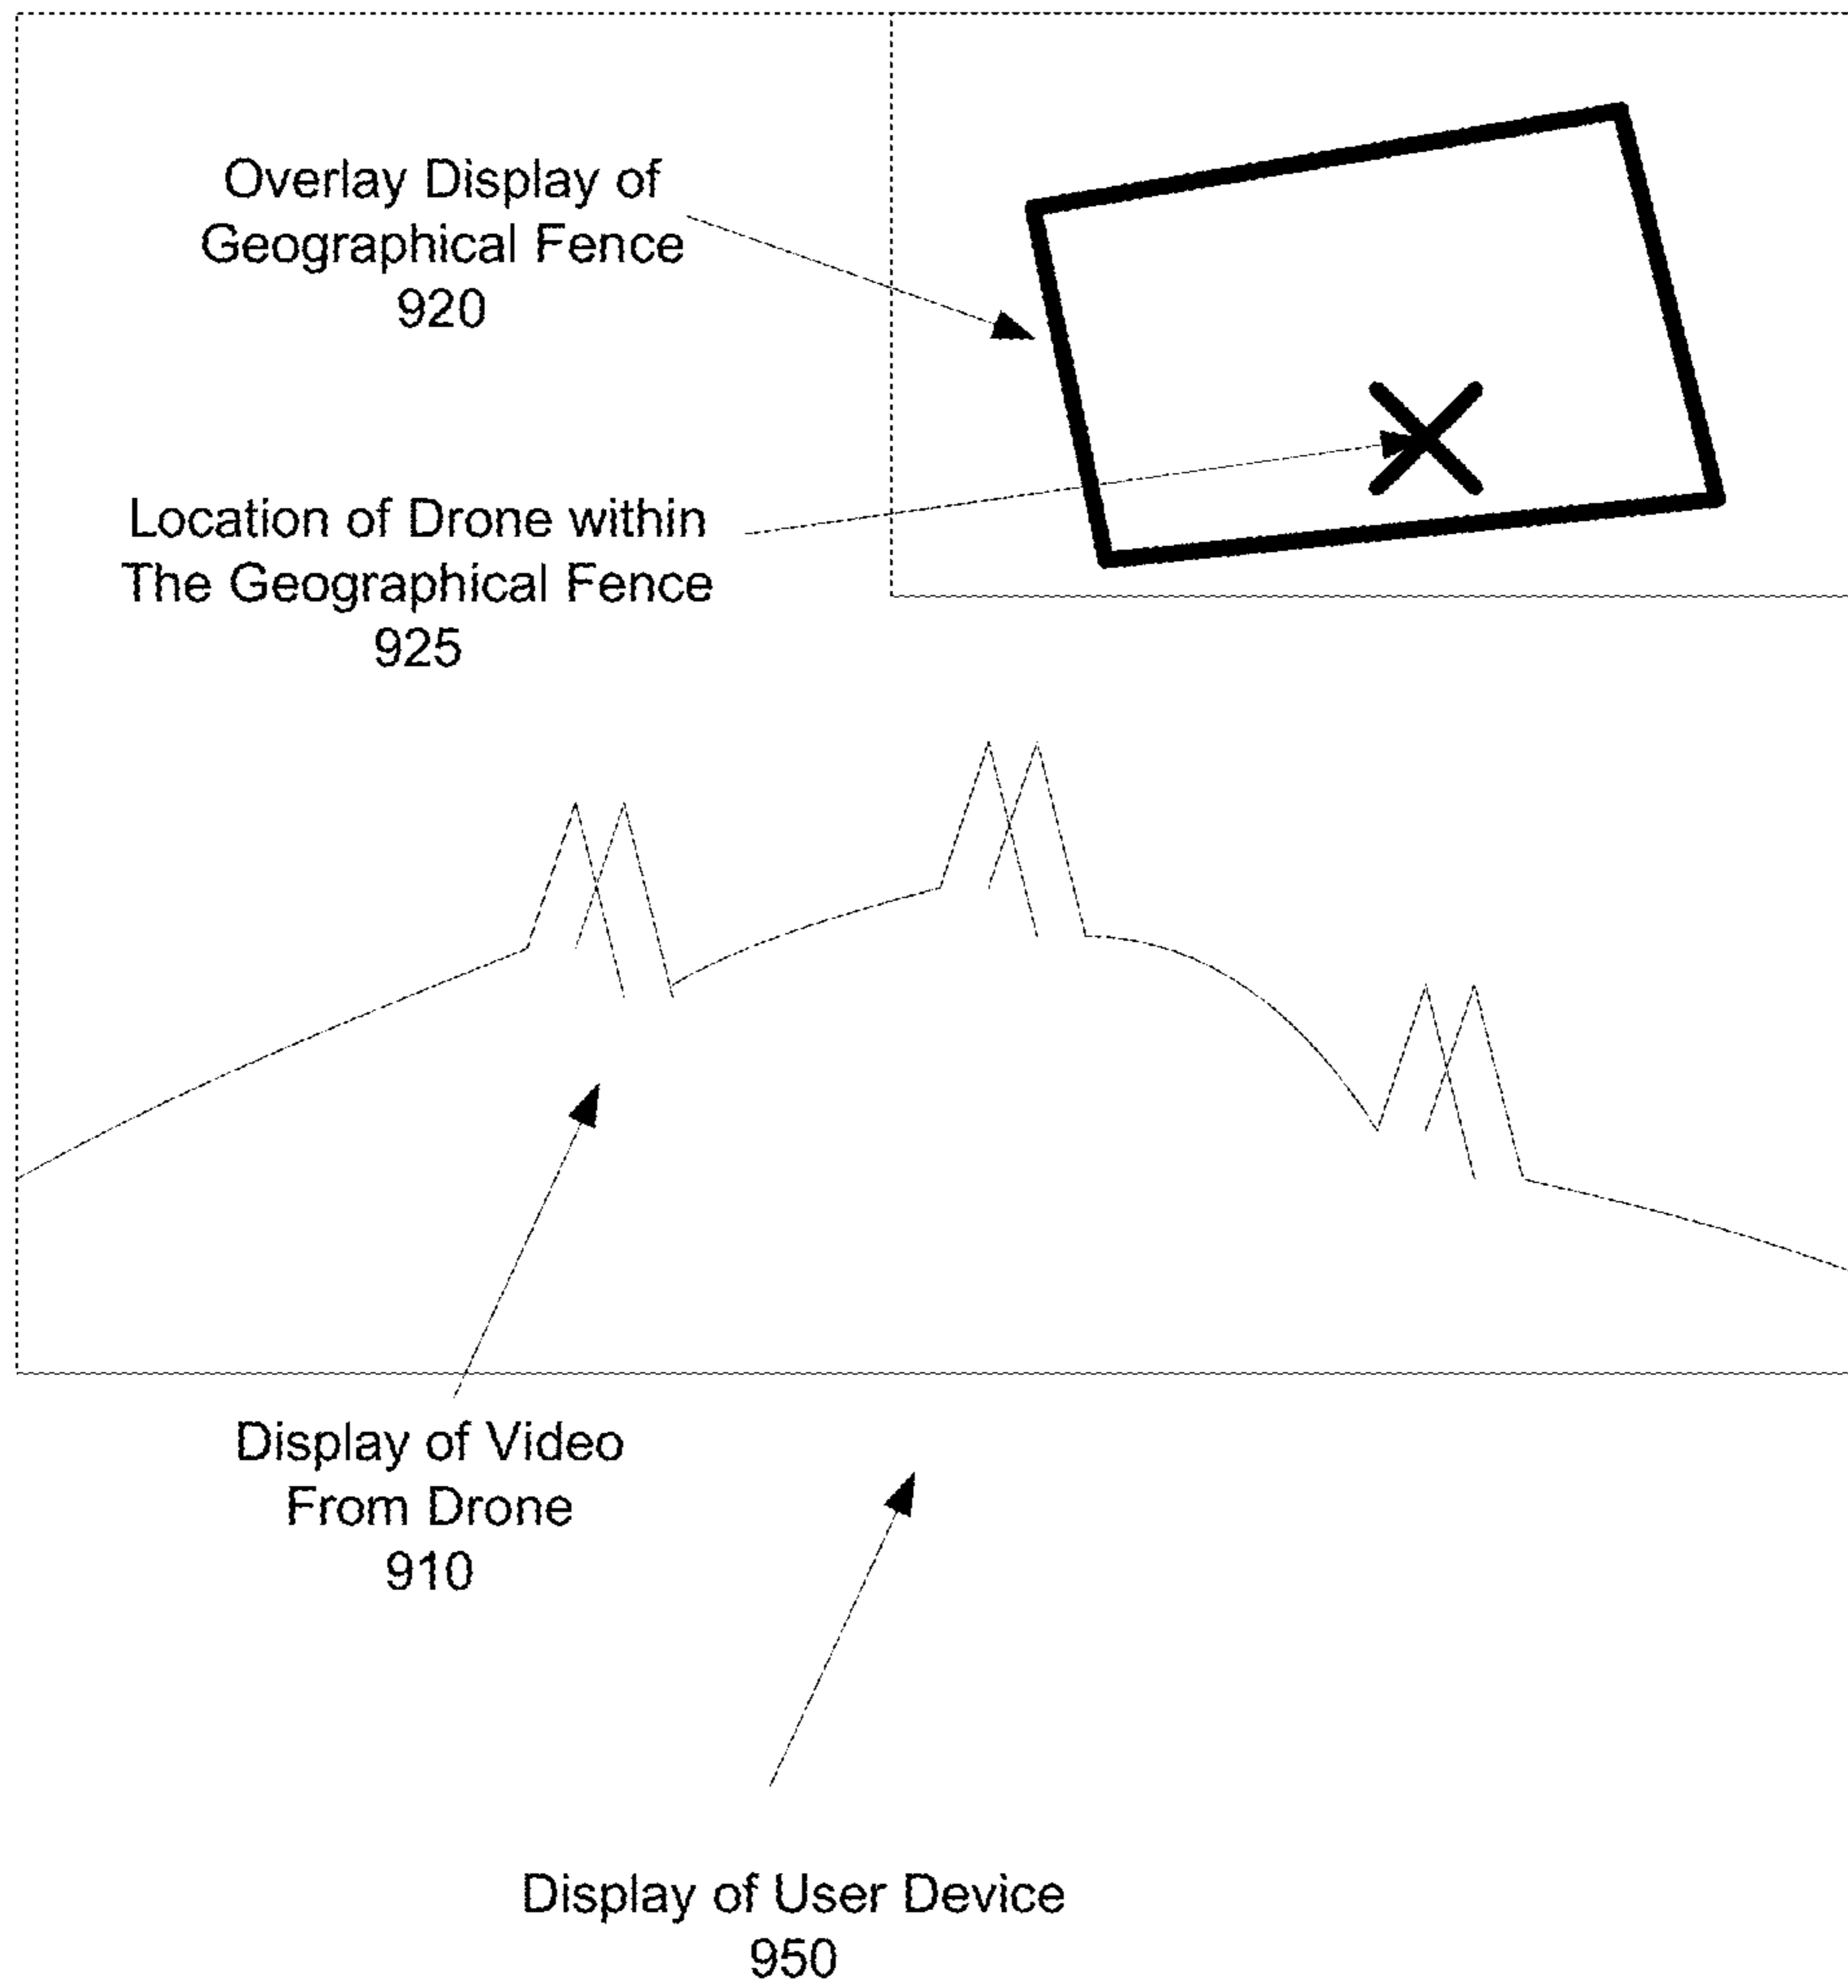 Overlay Display of
Geographical Fence
920
Location of Drone within
The Geographical Fence
925
Display of Video
From Drone
910
Display of User Device
950